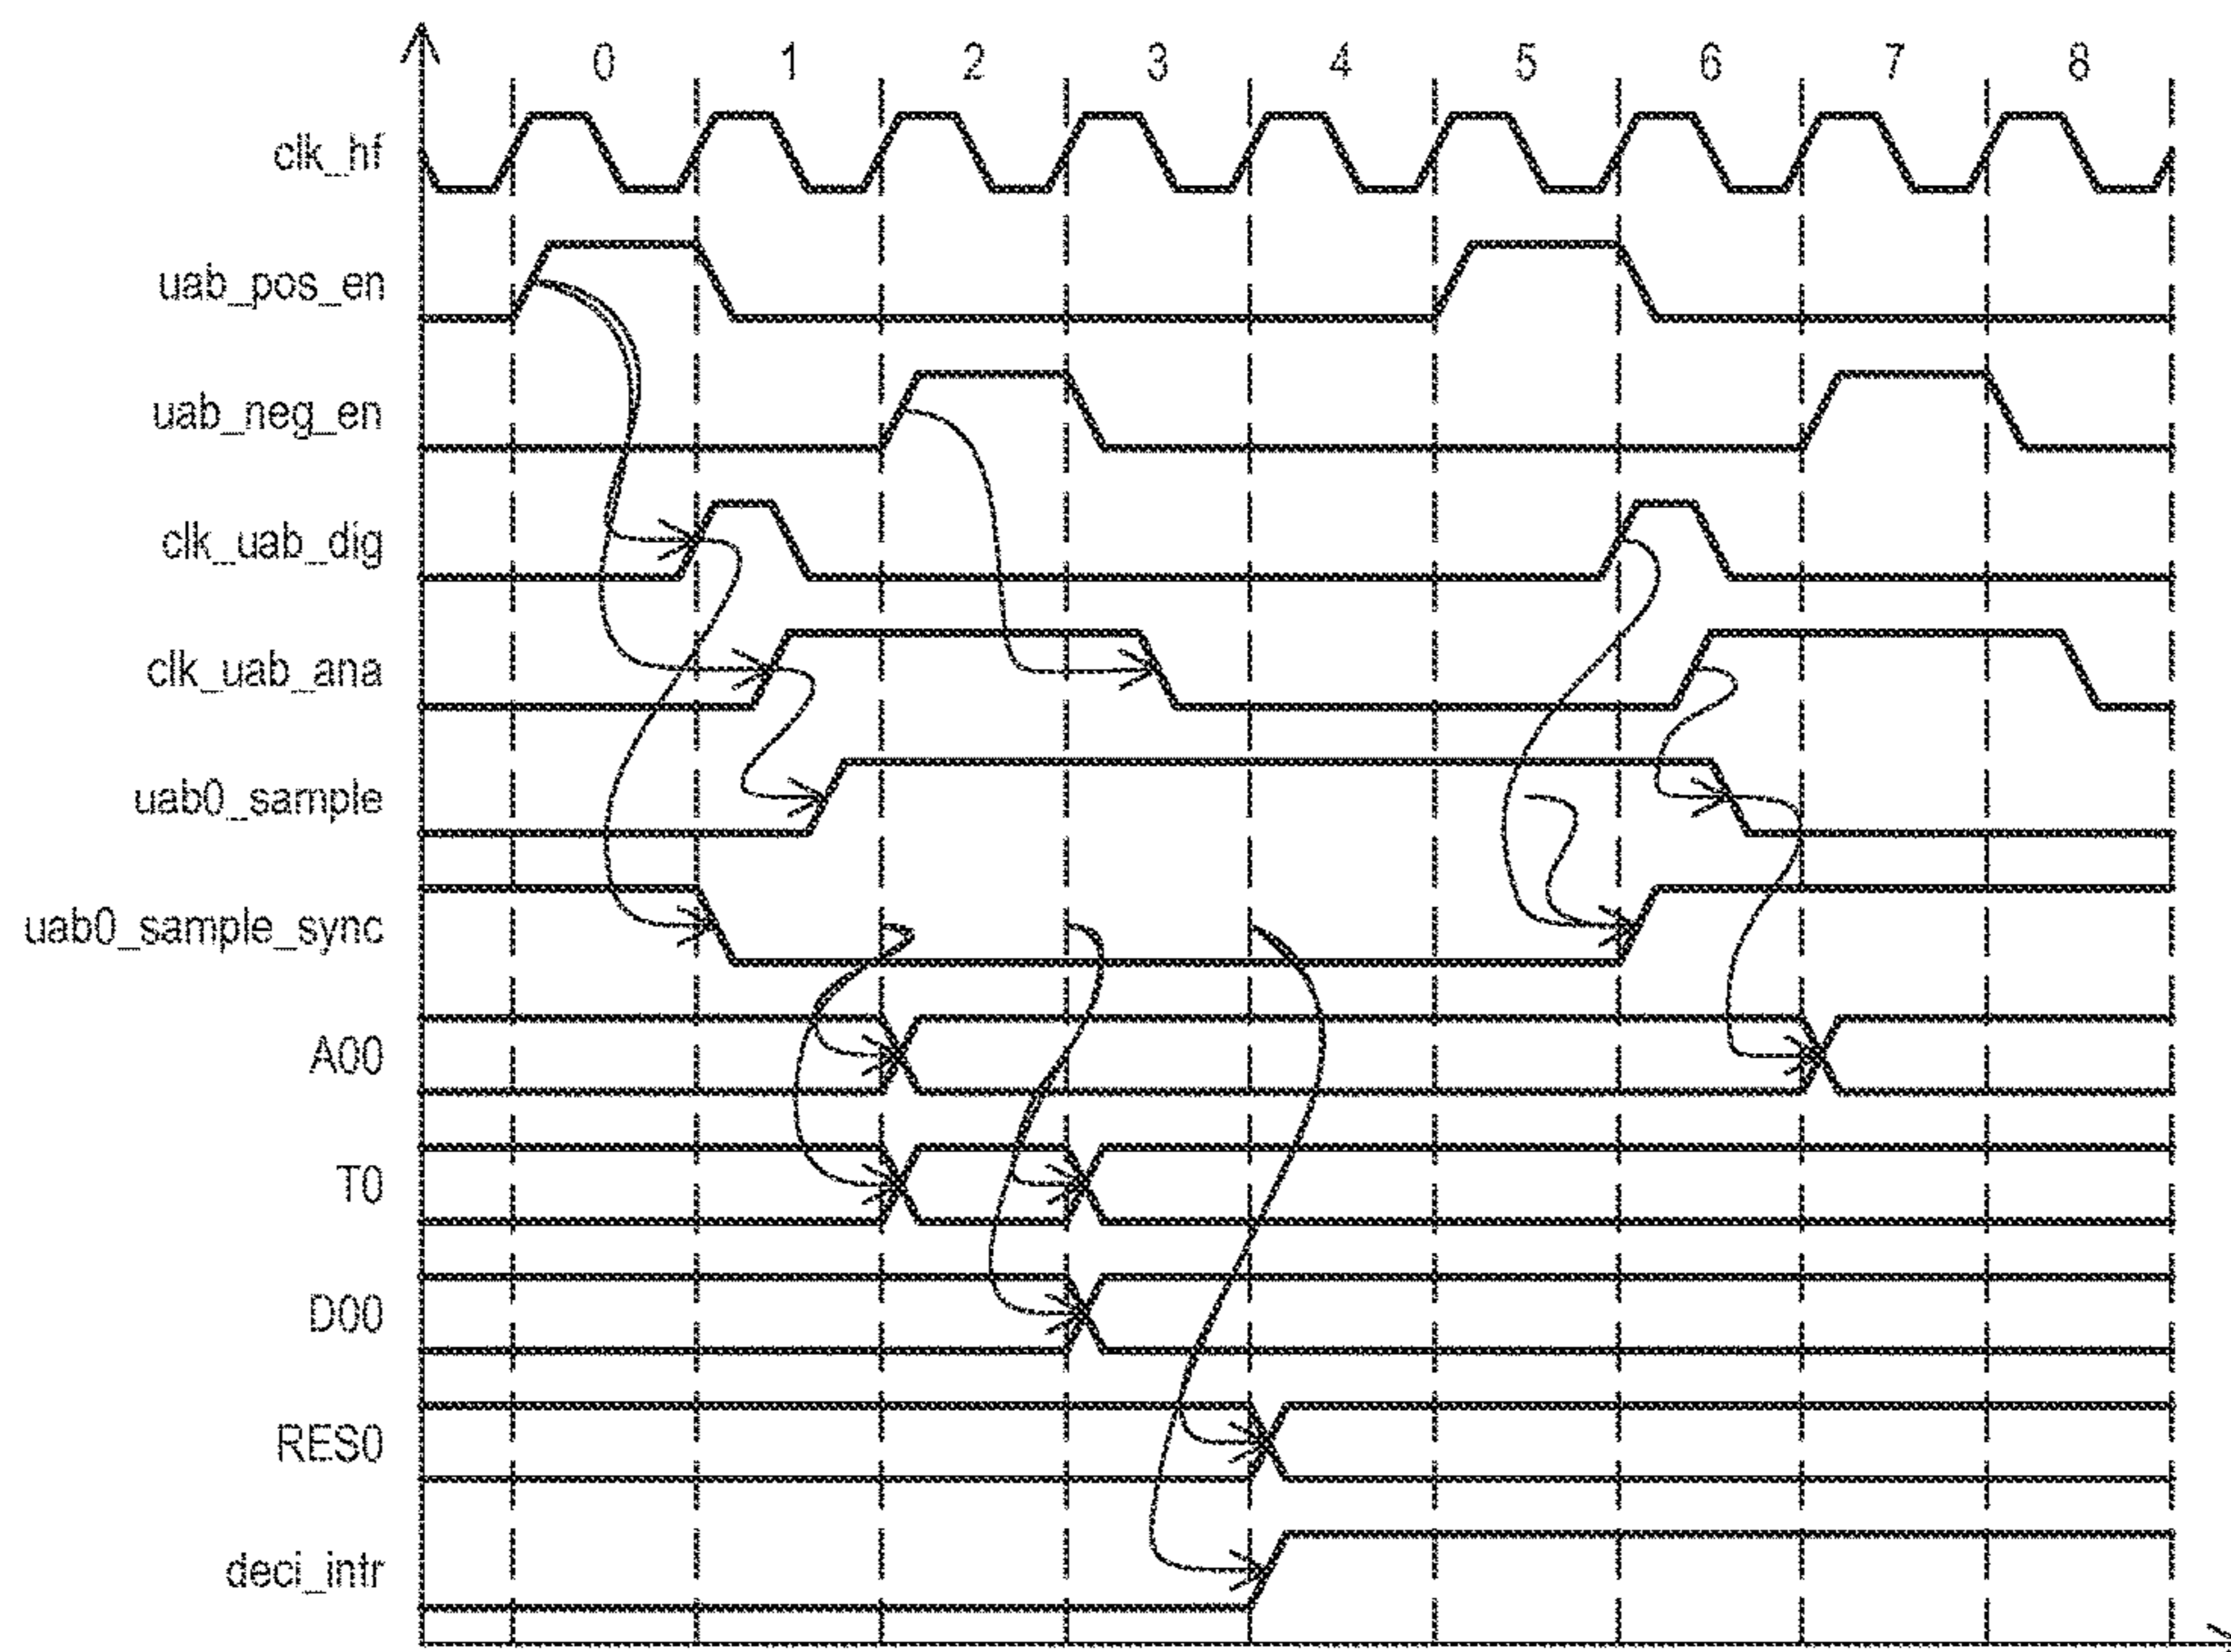 0 1 2 3 4 5 6 7 8
clk_hf
uab_pos_en
uab_neg_en
clk_uab_dig
clk_uab_ana
uab0_sample
uab0_sample_sync
A00
T0
D00
RES0
deci_intr